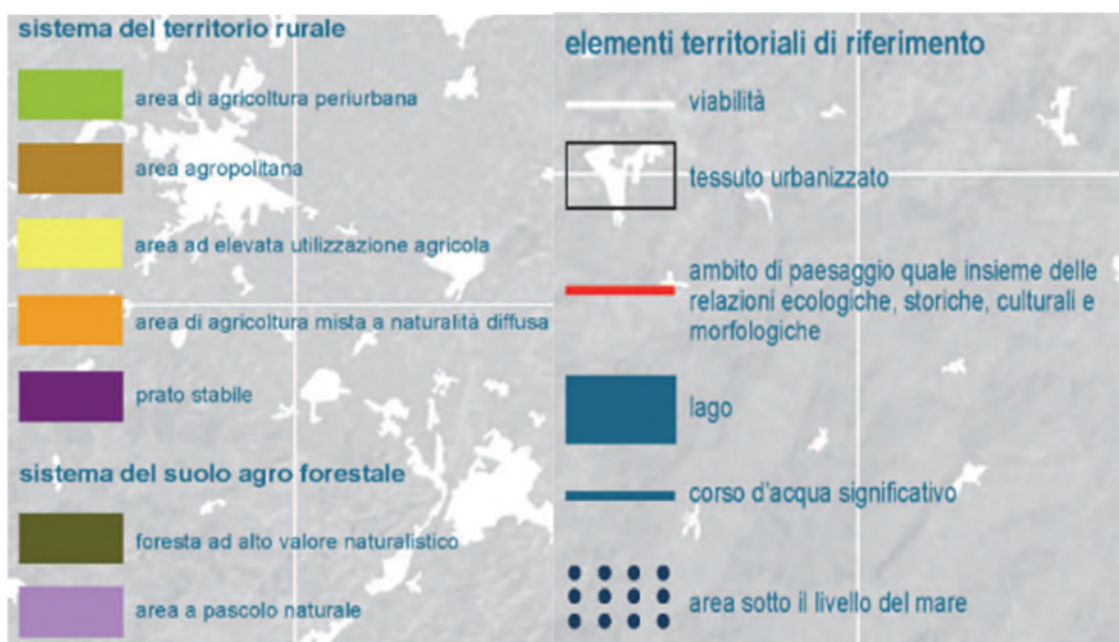 sistema del territorio rurale
area di agricoltura periurbana
area agropolitana
area ad elevata utilizzazione agricola
area di agricoltura mista a naturalità diffusa
prato stabile
sistema del suolo agro forestale
foresta ad alto valore naturalistico
area a pascolo naturale
elementi territoriali di riferimento
viabilità
tessuto urbanizzato
ambito di paesaggio quale insieme delle
relazioni ecologiche, storiche, culturali e
morfologiche
lago
corso d'acqua significativo
area sotto il livello del mare